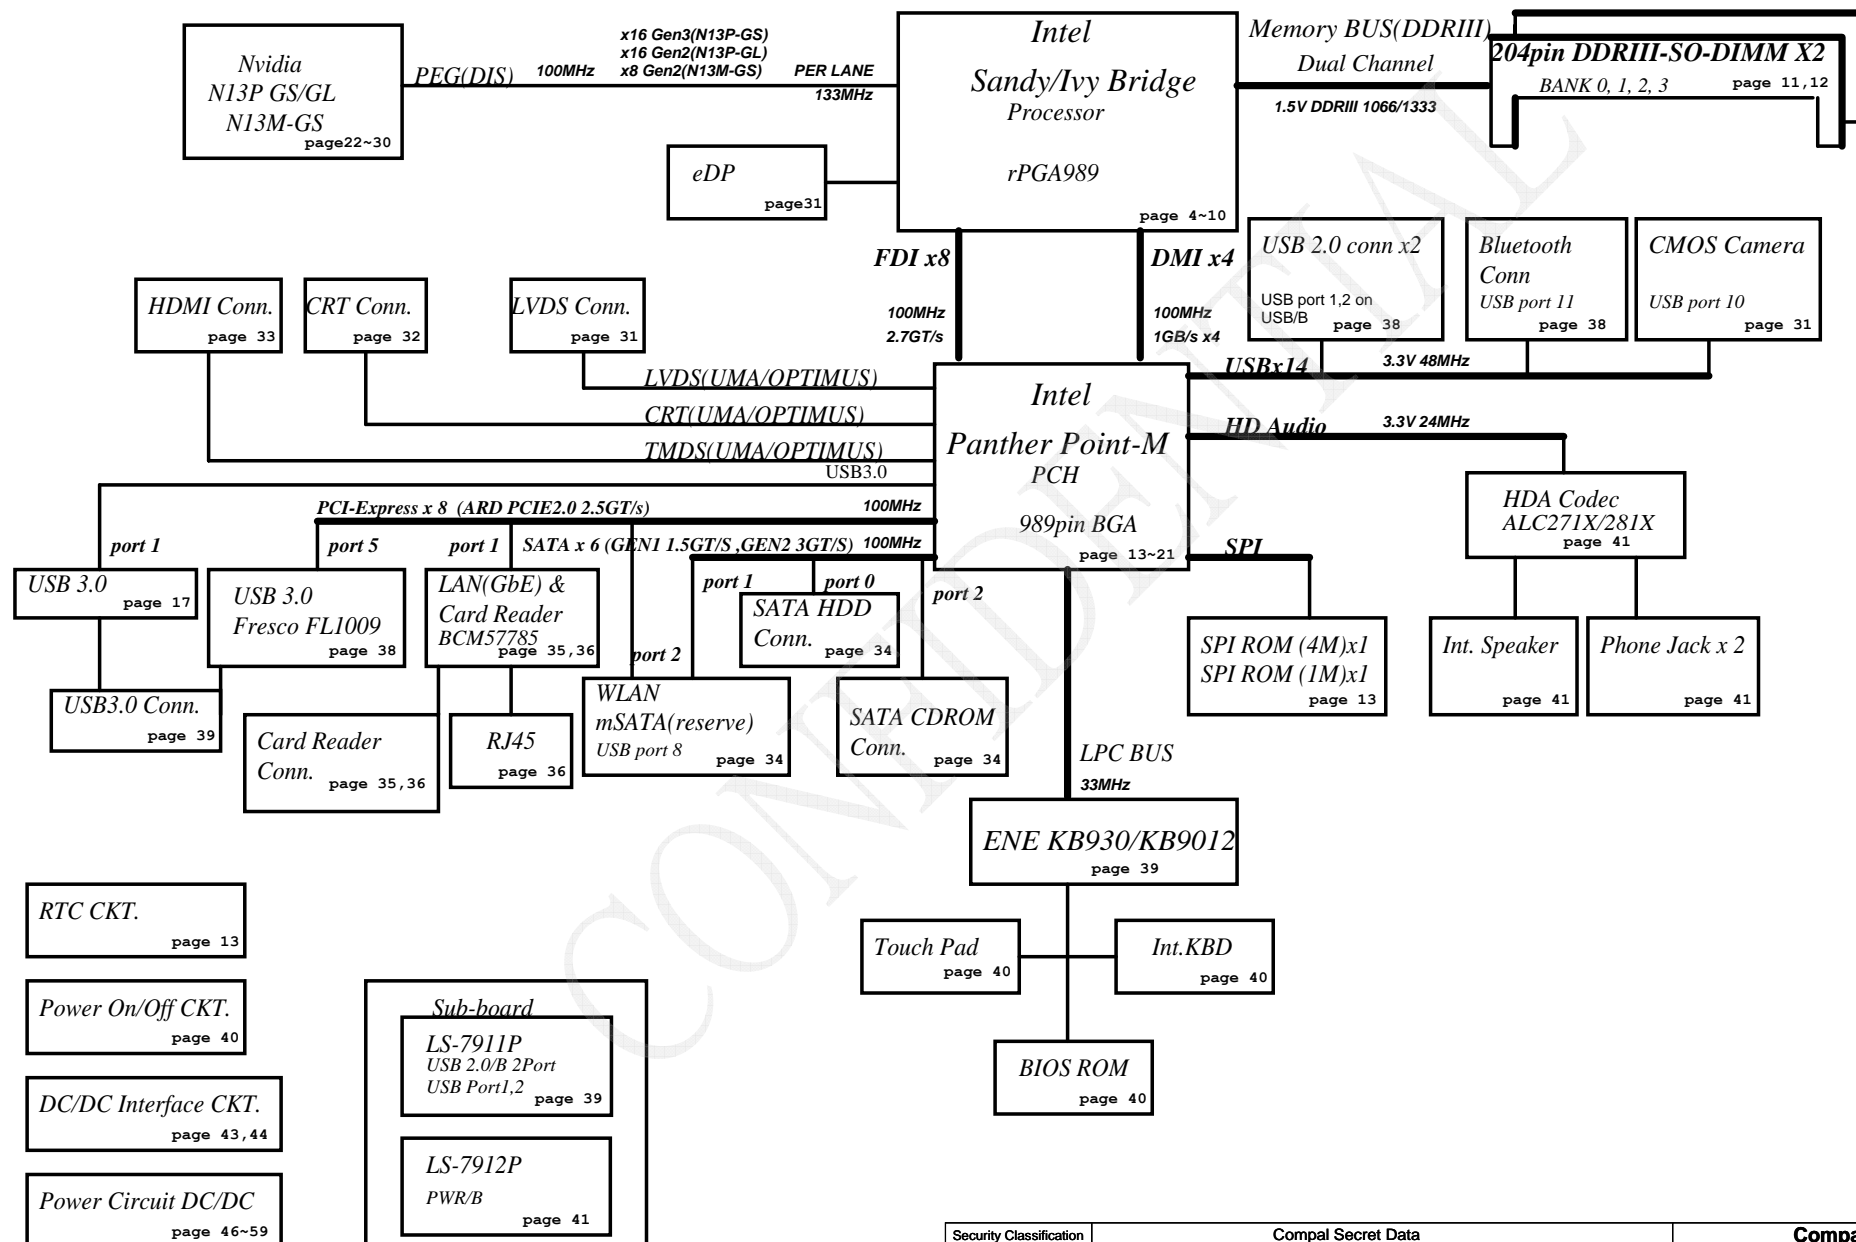 Nvidia
N13P GS/GL
N13M-GS
page22~30
PEG(DIS)
100MHz
x16 Gen3(N13P-GS)
x16 Gen2(N13P-GL)
x8 Gen2(N13M-GS)
PER LANE
133MHz
Intel
Sandy/Ivy Bridge
Processor
rPGA989
page 4~10
Memory BUS(DDRIII)
Dual Channel
1.5V DDRIII 1066/1333
204pin DDRIII-SO-DIMM X2
BANK 0, 1, 2, 3
page 11,12
eDP
page31
FDI x8
100MHz
2.7GT/s
DMI x4
100MHz
1GB/s x4
USB 2.0 conn x2
USB port 1,2 on
USB/B
page 38
Bluetooth
Conn
USB port 11
page 38
CMOS Camera
USB port 10
page 31
HDMI Conn.
page 33
CRT Conn.
page 32
LVDS Conn.
page 31
LVDS(UMA/OPTIMUS)
CRT(UMA/OPTIMUS)
TMDS(UMA/OPTIMUS)
USB3.0
Intel
Panther Point-M
PCH
989pin BGA
page 13~21
USBx14
3.3V 48MHz
HD Audio
3.3V 24MHz
SPI
PCI-Express x 8 (ARD PCIE2.0 2.5GT/s)
100MHz
SATA x 6 (GEN1 1.5GT/S ,GEN2 3GT/S)
100MHz
port 1
port 5
port 1
port 2
port 1
port 0
port 2
USB 3.0
page 17
USB 3.0
Fresco FL1009
page 38
LAN(GbE) &
Card Reader
BCM57785
page 35,36
SATA HDD
Conn.
page 34
HDA Codec
ALC271X/281X
page 41
USB3.0 Conn.
page 39
Card Reader
Conn.
page 35,36
RJ45
page 36
WLAN
mSATA(reserve)
USB port 8
page 34
SATA CDROM
Conn.
page 34
SPI ROM (4M)x1
SPI ROM (1M)x1
page 13
Int. Speaker
page 41
Phone Jack x 2
page 41
LPC BUS
33MHz
ENE KB930/KB9012
page 39
Touch Pad
page 40
Int.KBD
page 40
BIOS ROM
page 40
RTC CKT.
page 13
Power On/Off CKT.
page 40
DC/DC Interface CKT.
page 43,44
Power Circuit DC/DC
page 46~59
Sub-board
LS-7911P
USB 2.0/B 2Port
USB Port1,2
page 39
LS-7912P
PWR/B
page 41
CONFIDENTIAL
Security Classification
Compal Secret Data
Compa